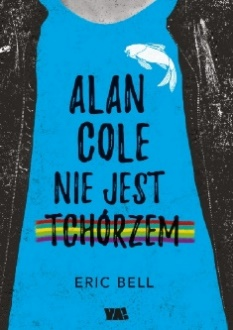 ALAN
COLE
NIE JEST
TCHÓRZEM
ERIC BELL
YA!